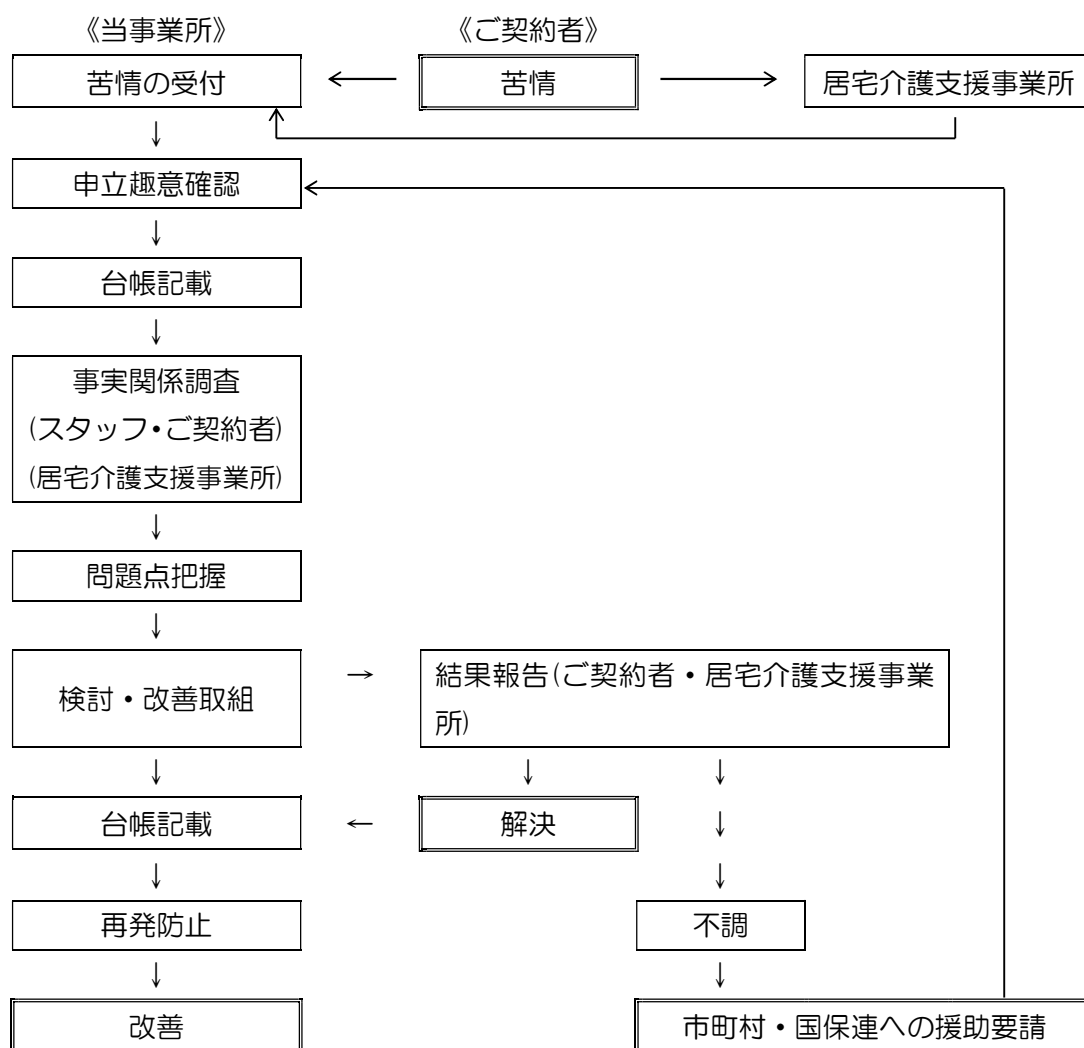 《当事業所》 《ご契約者》
苦情の受付 ← 苦情 → 居宅介護支援事業所
↓
申立趣意確認
↓
台帳記載
↓
事実関係調査
(スタッフ・ご契約者)
(居宅介護支援事業所)
↓
問題点把握
↓
検討・改善取組 → 結果報告(ご契約者・居宅介護支援事業
所)
↓ ↓ ↓
台帳記載 ← 解決 ↓
↓ ↓
再発防止 不調
↓ ↓
改善 市町村・国保連への援助要請